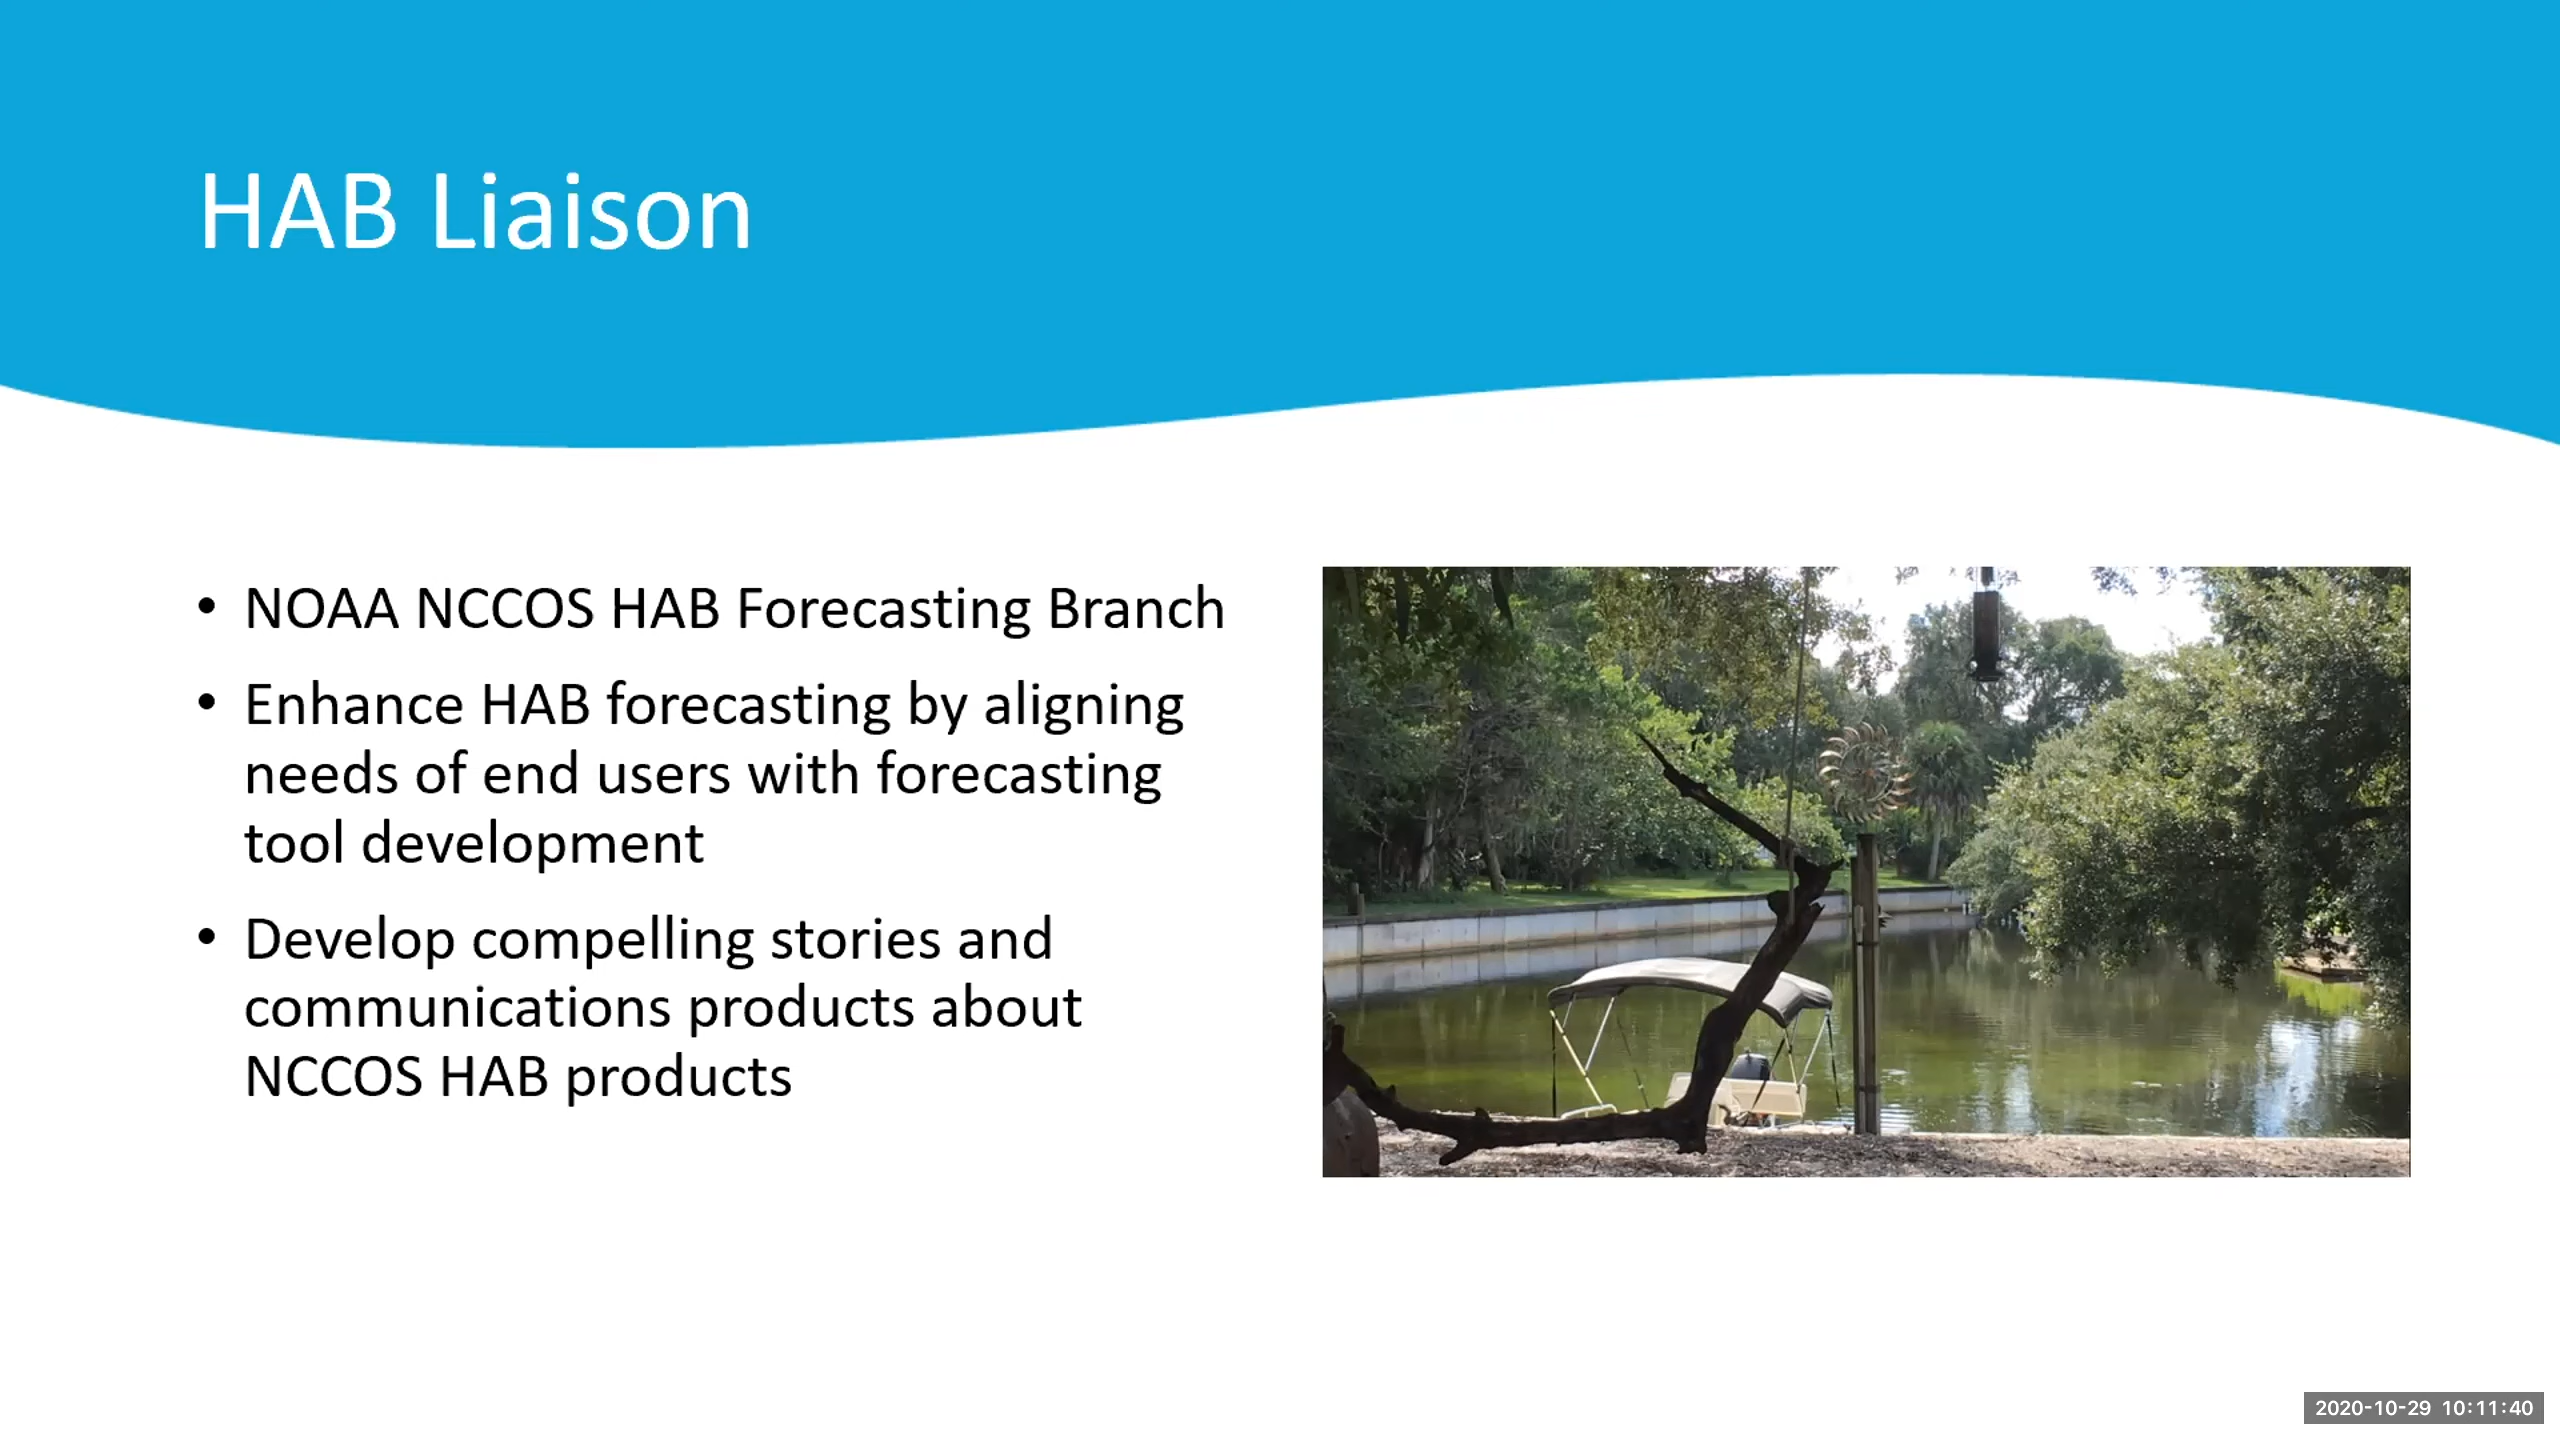 HAB Liaison
• NOAA NCCOS HAB Forecasting Branch
• Enhance HAB forecasting by aligning
needs of end users with forecasting
tool development
• Develop compelling stories and
communications products about
NCCOS HAB products
2020-10-29 10:11:40